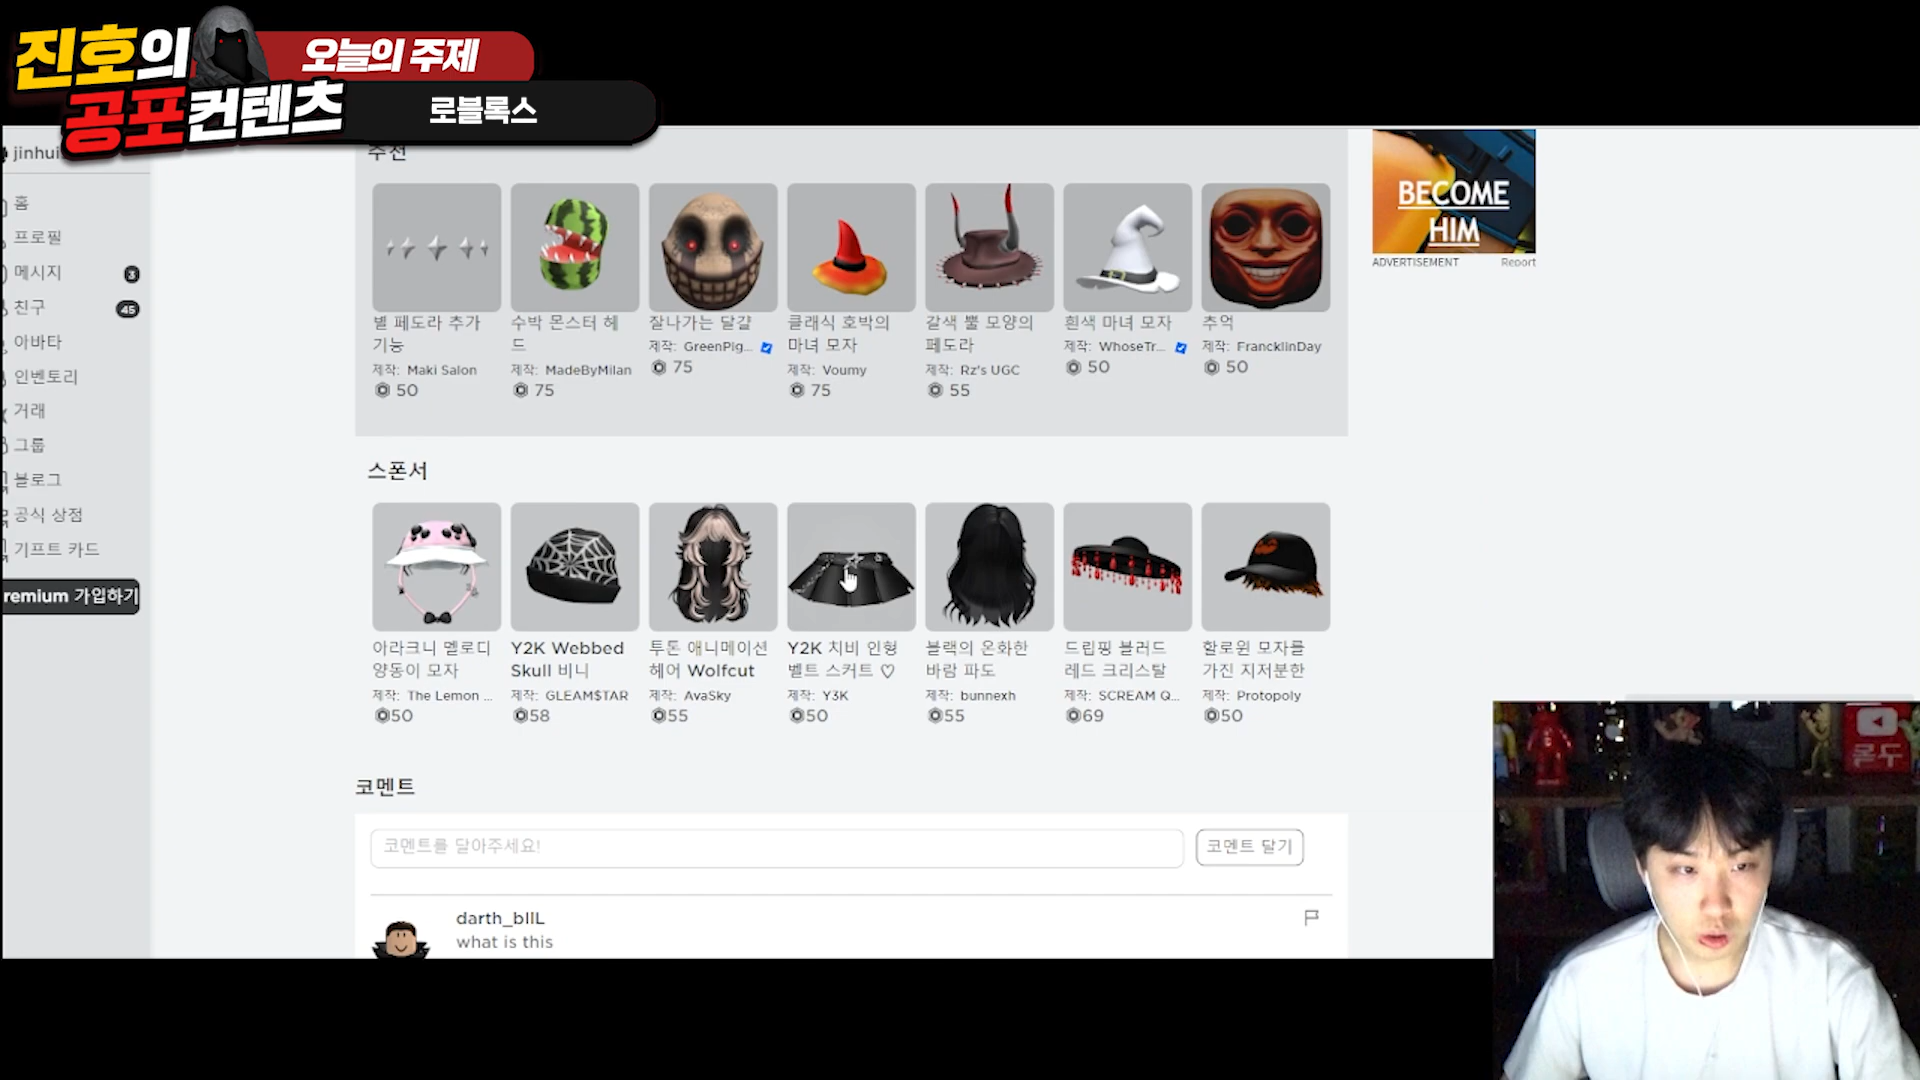 진호의
공포컨텐츠
오늘의 주제
로블록스
홈
프로필
메시지
3
친구
45
아바타
인벤토리
거래
그룹
블로그
공식 상점
기프트 카드
remium 가입하기
추천
별 페도라 추가
기능
제작: Maki Salon
50
수박 몬스터 헤
드
제작: MadeByMilan
75
잘나가는 달걀
제작: GreenPig...
75
클래식 호박의
마녀 모자
제작: Voumy
75
갈색 뿔 모양의
페도라
제작: Rz's UGC
55
흰색 마녀 모자
제작: WhoseTr...
50
추억
제작: FrancklinDay
50
스폰서
아라크니 멜로디
양동이 모자
제작: The Lemon ...
50
Y2K Webbed
Skull 비니
제작: GLEAM$TAR
58
투톤 애니메이션
헤어 Wolfcut
제작: AvaSky
55
Y2K 치비 인형
벨트 스커트 ♡
제작: Y3K
50
블랙의 온화한
바람 파도
제작: bunnexh
55
드립핑 블러드
레드 크리스탈
제작: SCREAM Q...
69
할로윈 모자를
가진 지저분한
제작: Protopoly
50
BECOME
HIM
ADVERTISEMENT
Report
코멘트
코멘트를 달아주세요!
코멘트 달기
darth_bllL
what is this